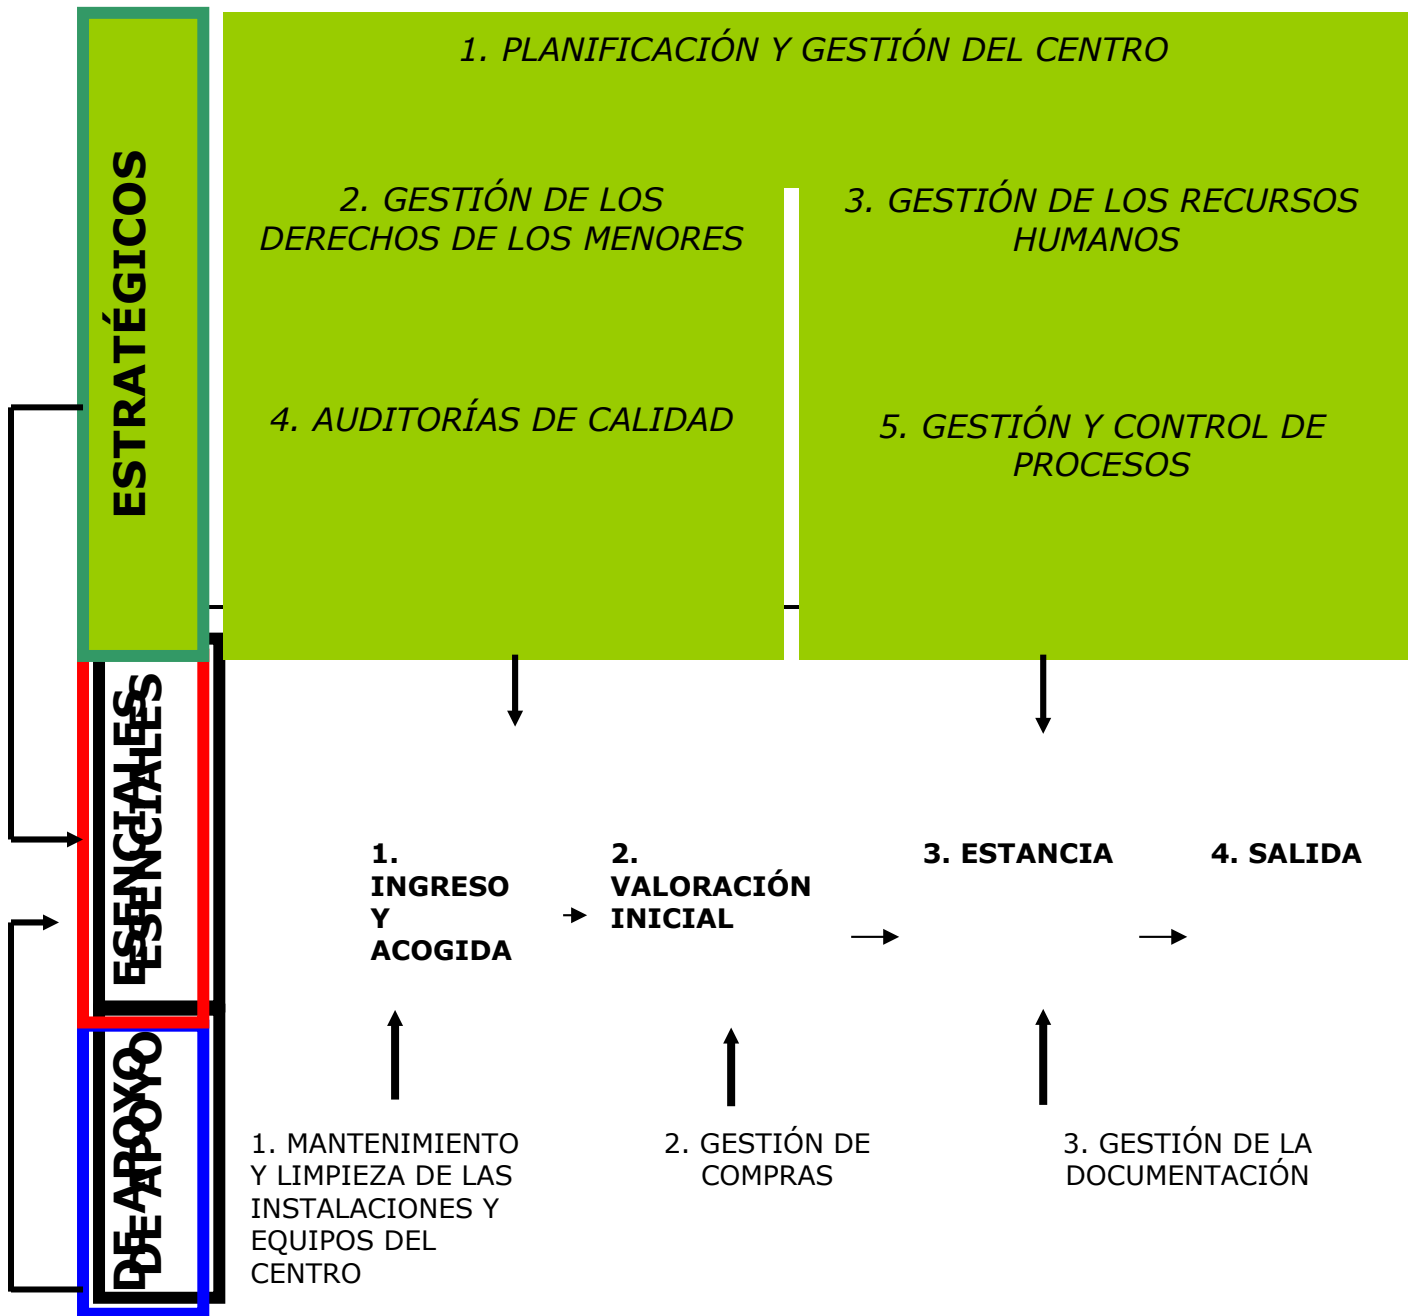 1. PLANIFICACIÓN Y GESTIÓN DEL CENTRO
ESTRATÉGICOS
2. GESTIÓN DE LOS
DERECHOS DE LOS MENORES
3. GESTIÓN DE LOS RECURSOS
HUMANOS
4. AUDITORÍAS DE CALIDAD
5. GESTIÓN Y CONTROL DE
PROCESOS
ESENCIALES
ESENCIALES
1.
INGRESO
Y
ACOGIDA
2.
VALORACIÓN
INICIAL
3. ESTANCIA
4. SALIDA
DE APOYO
DE APOYO
1. MANTENIMIENTO
Y LIMPIEZA DE LAS
INSTALACIONES Y
EQUIPOS DEL
CENTRO
2. GESTIÓN DE
COMPRAS
3. GESTIÓN DE LA
DOCUMENTACIÓN